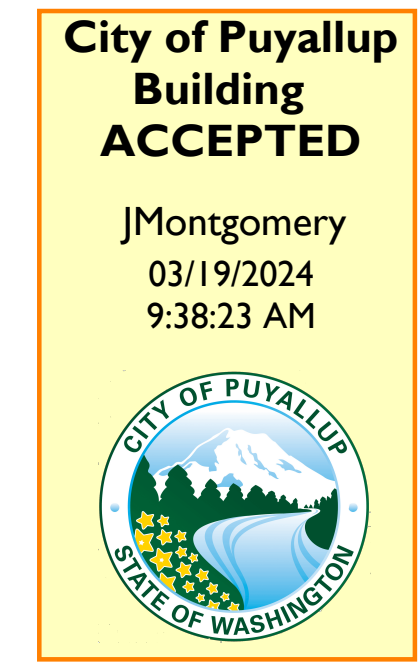 City of Puyallup
Building
ACCEPTED
JMontgomery
03/19/2024
9:38:23 AM
CITY OF PUYALLUP
STATE OF WASHINGTON